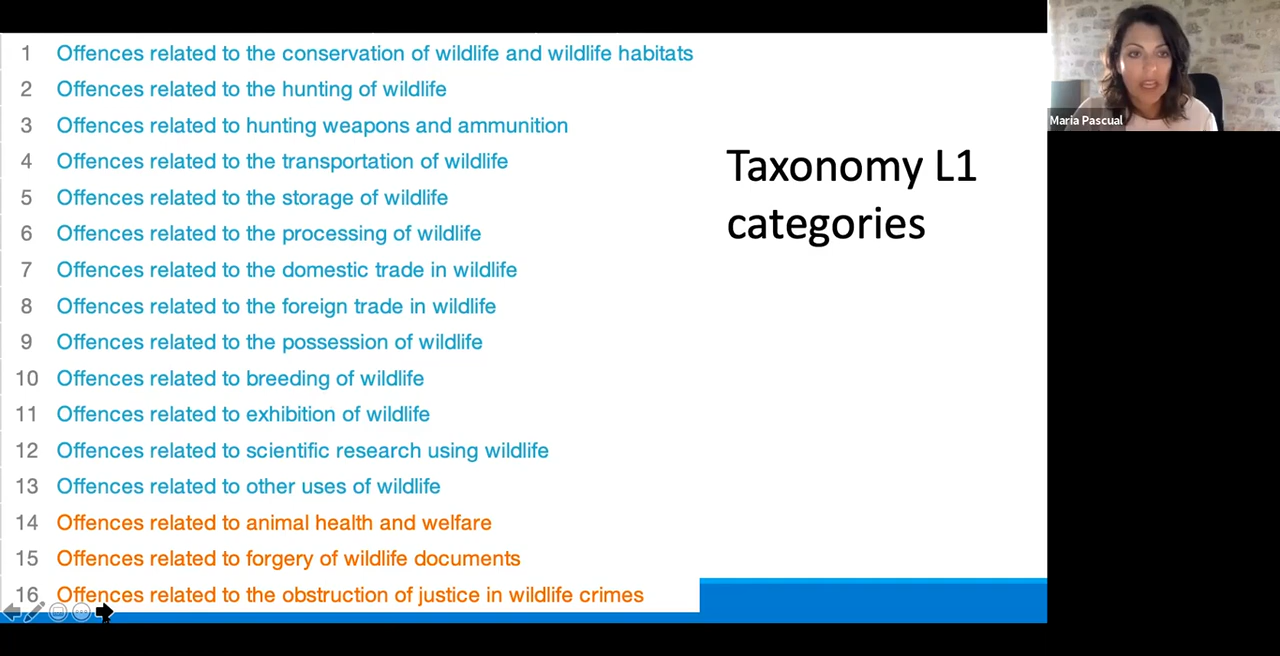 1 Offences related to the conservation of wildlife and wildlife habitats
2 Offences related to the hunting of wildlife
3 Offences related to hunting weapons and ammunition
4 Offences related to the transportation of wildlife
5 Offences related to the storage of wildlife
6 Offences related to the processing of wildlife
7 Offences related to the domestic trade in wildlife
8 Offences related to the foreign trade in wildlife
9 Offences related to the possession of wildlife
10 Offences related to breeding of wildlife
11 Offences related to exhibition of wildlife
12 Offences related to scientific research using wildlife
13 Offences related to other uses of wildlife
14 Offences related to animal health and welfare
15 Offences related to forgery of wildlife documents
16 Offences related to the obstruction of justice in wildlife crimes
Taxonomy L1
categories
Maria Pascual